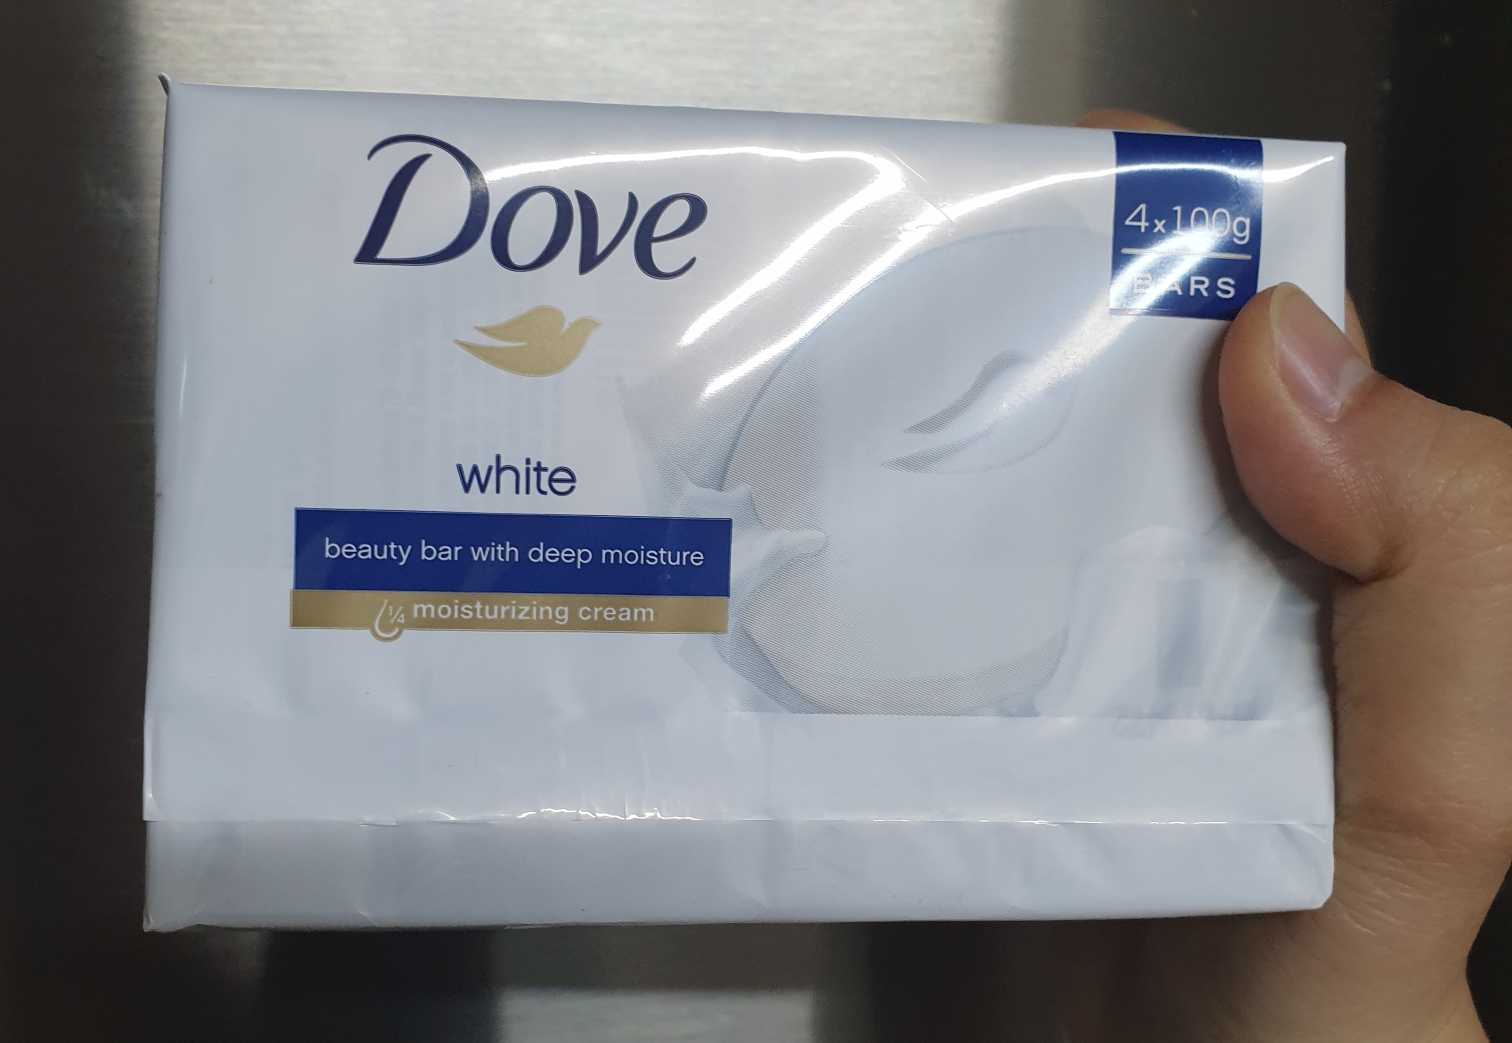 Dove
4x100g
BARS
white
beauty bar with deep moisture
¼ moisturizing cream